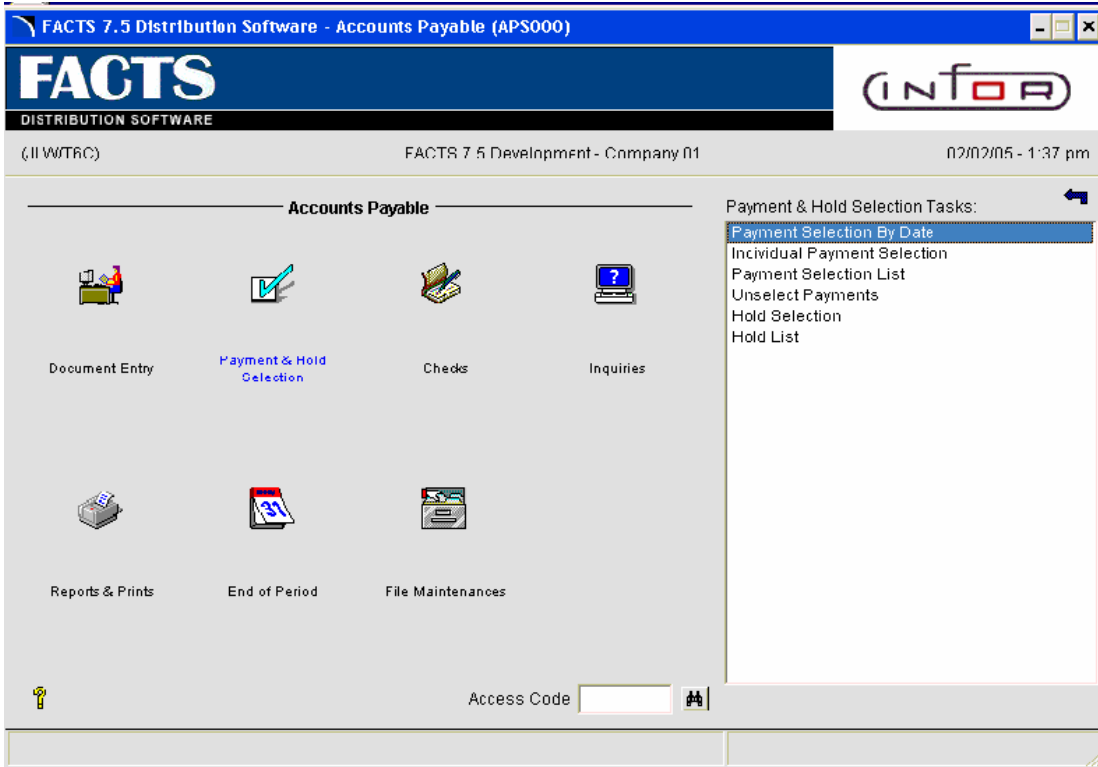 FACTS 7.5 Distribution Software - Accounts Payable (APS000)
FACTS
DISTRIBUTION SOFTWARE
infor
FACTS 7.5 Development - Company 01
02/02/05 - 1:37 pm
Accounts Payable
Document Entry
Payment & Hold
Selection
Checks
Inquiries
Reports & Prints
End of Period
File Maintenances
Access Code
Payment & Hold Selection Tasks:
Payment Selection By Date
Individual Payment Selection
Payment Selection List
Unselect Payments
Hold Selection
Hold List
31
?